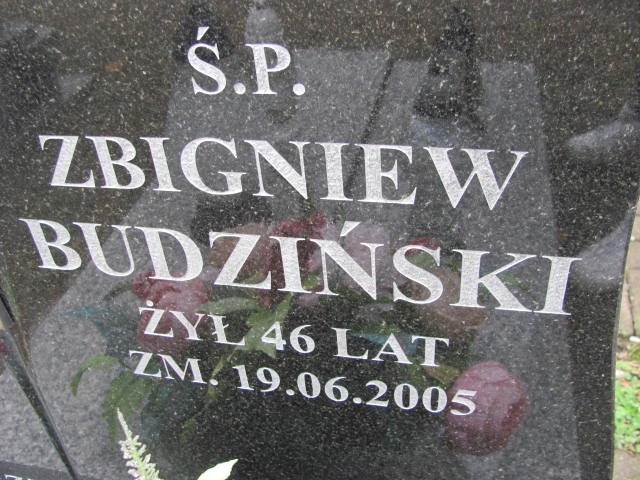 Ś.P.
ZBIGNIEW
BUDZIŃSKI
ŻYŁ 46 LAT
ZM. 19.06.2005